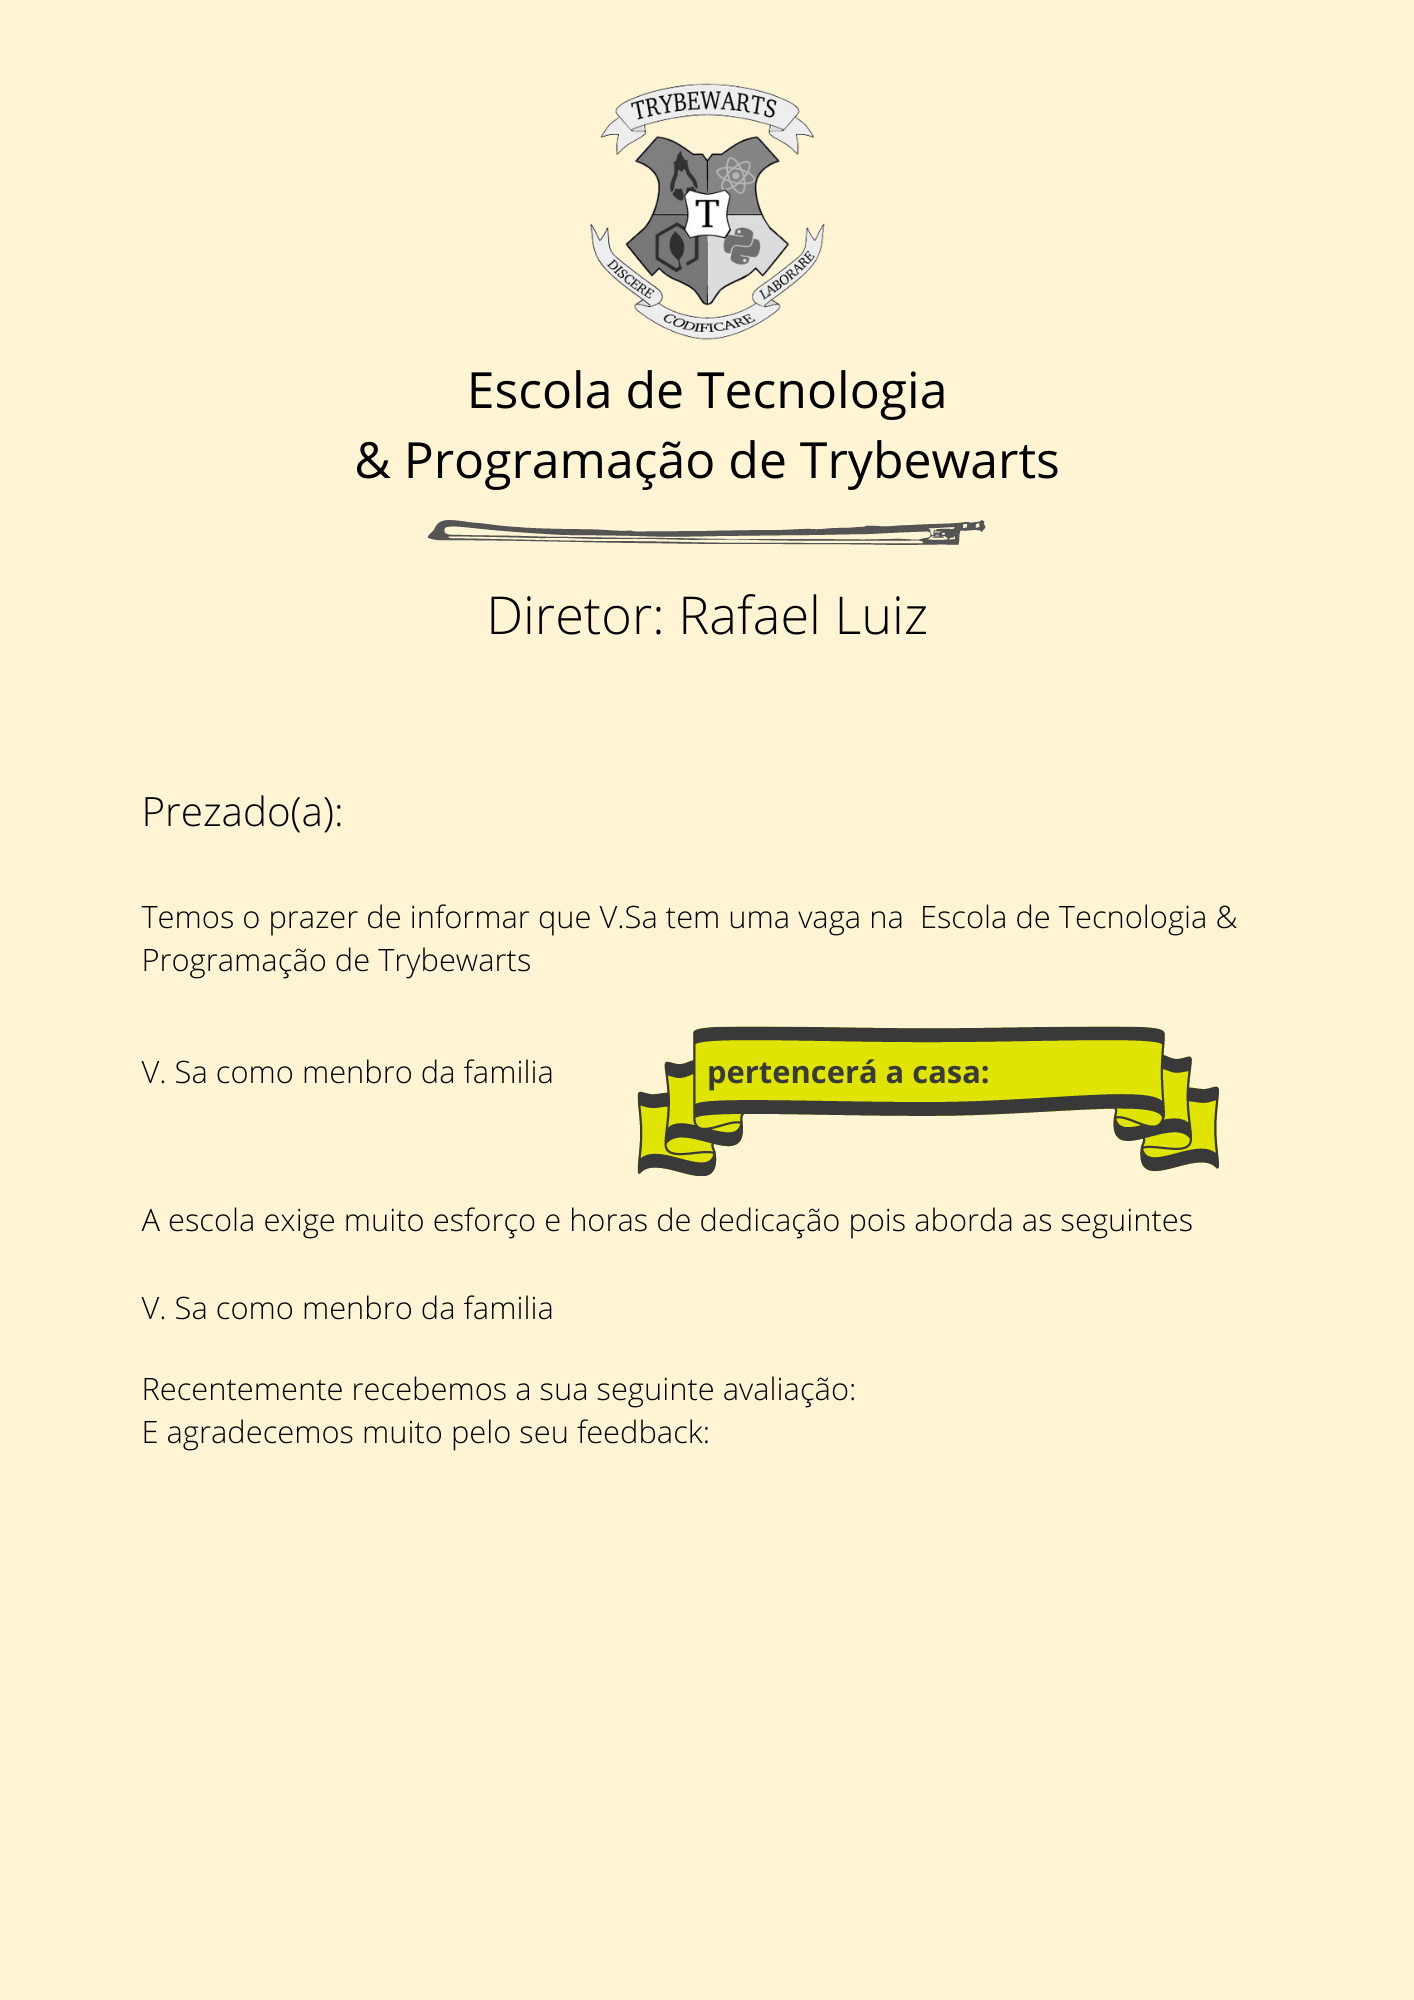 TRYBEWARTS
T
DISCERE
CODIFICARE
LABORARE
Escola de Tecnologia
& Programação de Trybewarts
Diretor: Rafael Luiz
Prezado(a):
Temos o prazer de informar que V.Sa tem uma vaga na  Escola de Tecnologia &
Programação de Trybewarts
V. Sa como menbro da familia
pertencerá a casa:
A escola exige muito esforço e horas de dedicação pois aborda as seguintes
V. Sa como menbro da familia
Recentemente recebemos a sua seguinte avaliação:
E agradecemos muito pelo seu feedback: